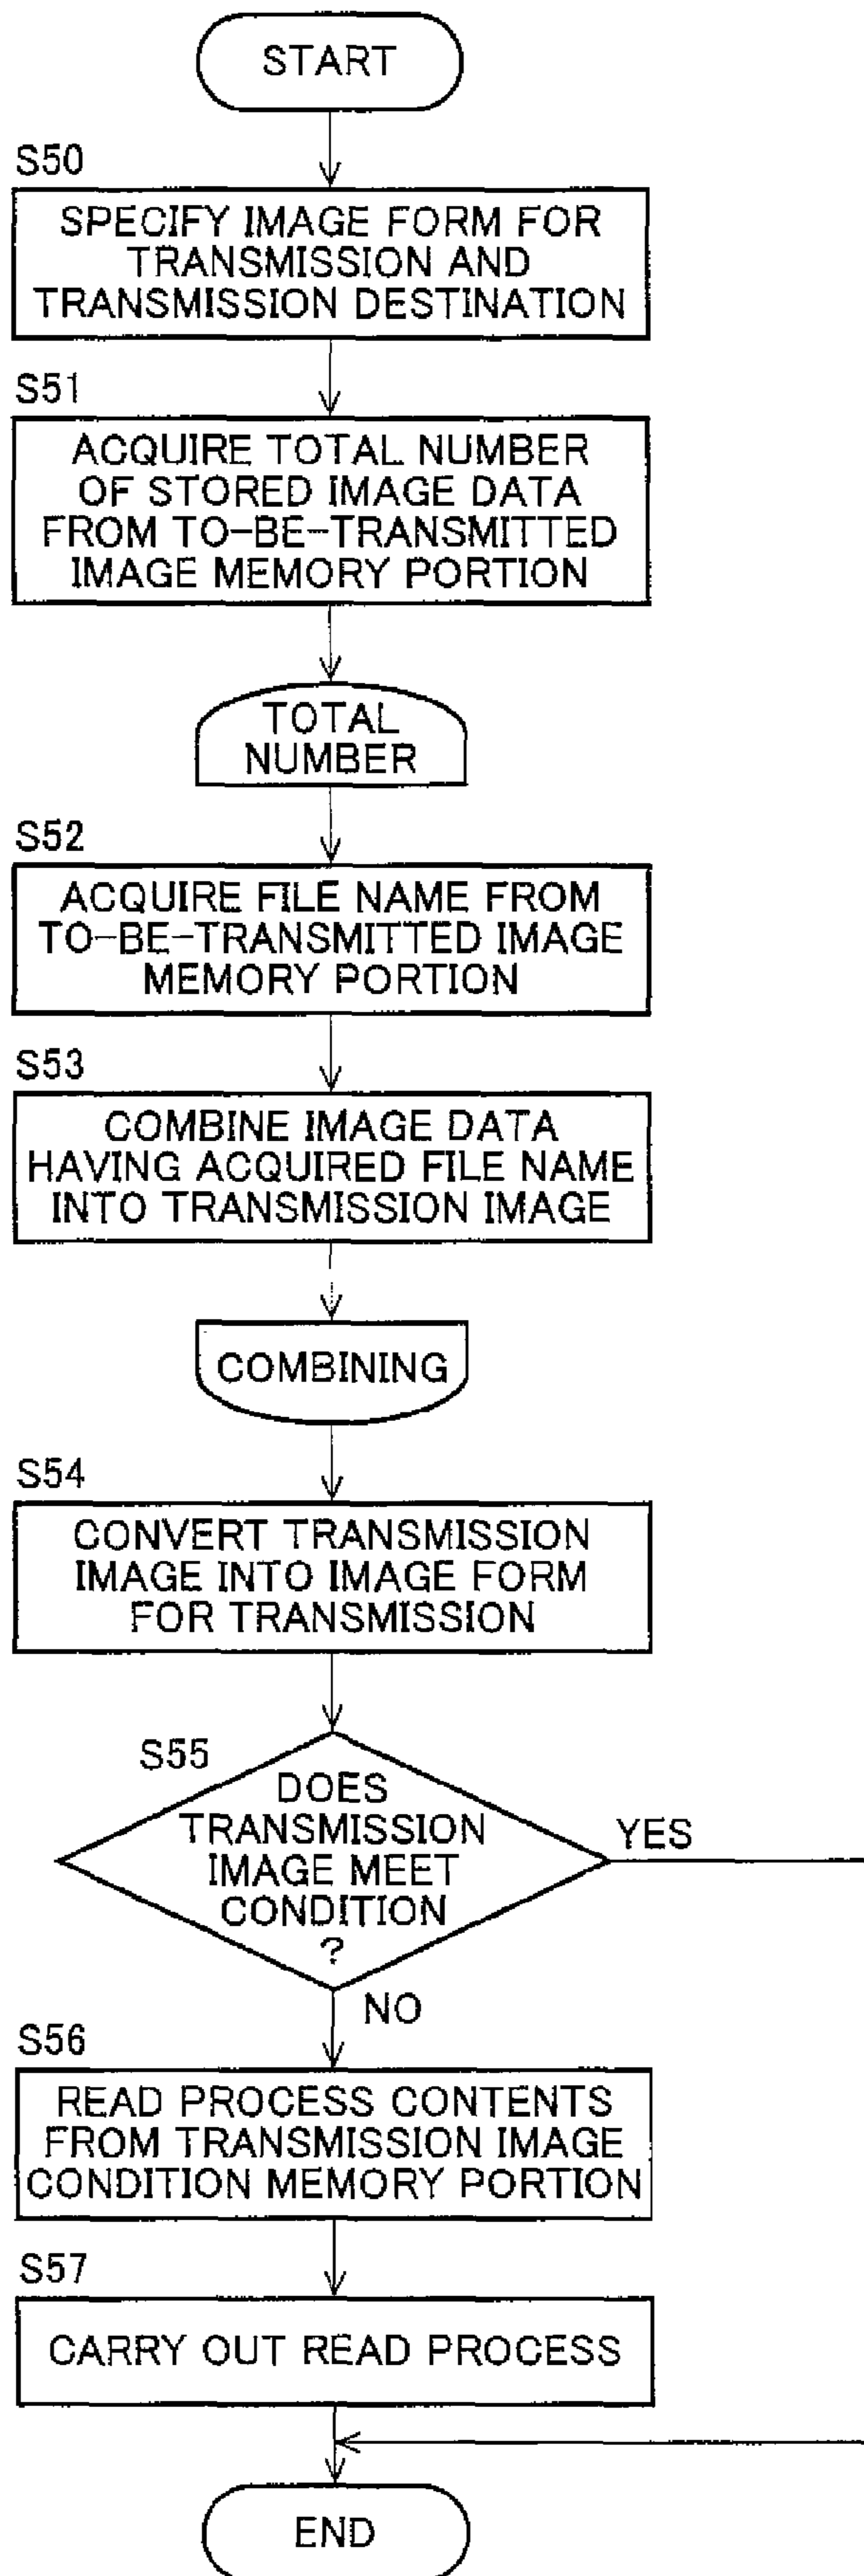 START
S50
SPECIFY IMAGE FORM FOR
TRANSMISSION AND
TRANSMISSION DESTINATION
S51
ACQUIRE TOTAL NUMBER
OF STORED IMAGE DATA
FROM TO-BE-TRANSMITTED
IMAGE MEMORY PORTION
TOTAL
NUMBER
S52
ACQUIRE FILE NAME FROM
TO-BE-TRANSMITTED IMAGE
MEMORY PORTION
S53
COMBINE IMAGE DATA
HAVING ACQUIRED FILE NAME
INTO TRANSMISSION IMAGE
COMBINING
S54
CONVERT TRANSMISSION
IMAGE INTO IMAGE FORM
FOR TRANSMISSION
S55
DOES
TRANSMISSION
IMAGE MEET
CONDITION
?
YES
NO
S56
READ PROCESS CONTENTS
FROM TRANSMISSION IMAGE
CONDITION MEMORY PORTION
S57
CARRY OUT READ PROCESS
END